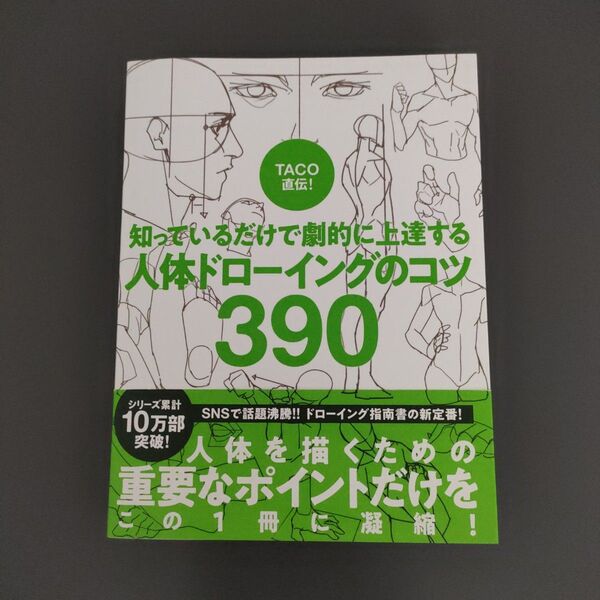 TACO
直伝!
知っているだけで劇的に上達する
人体ドローイングのコツ
390
シリーズ累計
10万部
突破!
SNSで話題沸騰!! ドローイング指南書の新定番!
人体を描くための
重要なポイントだけを
この1冊に凝縮!